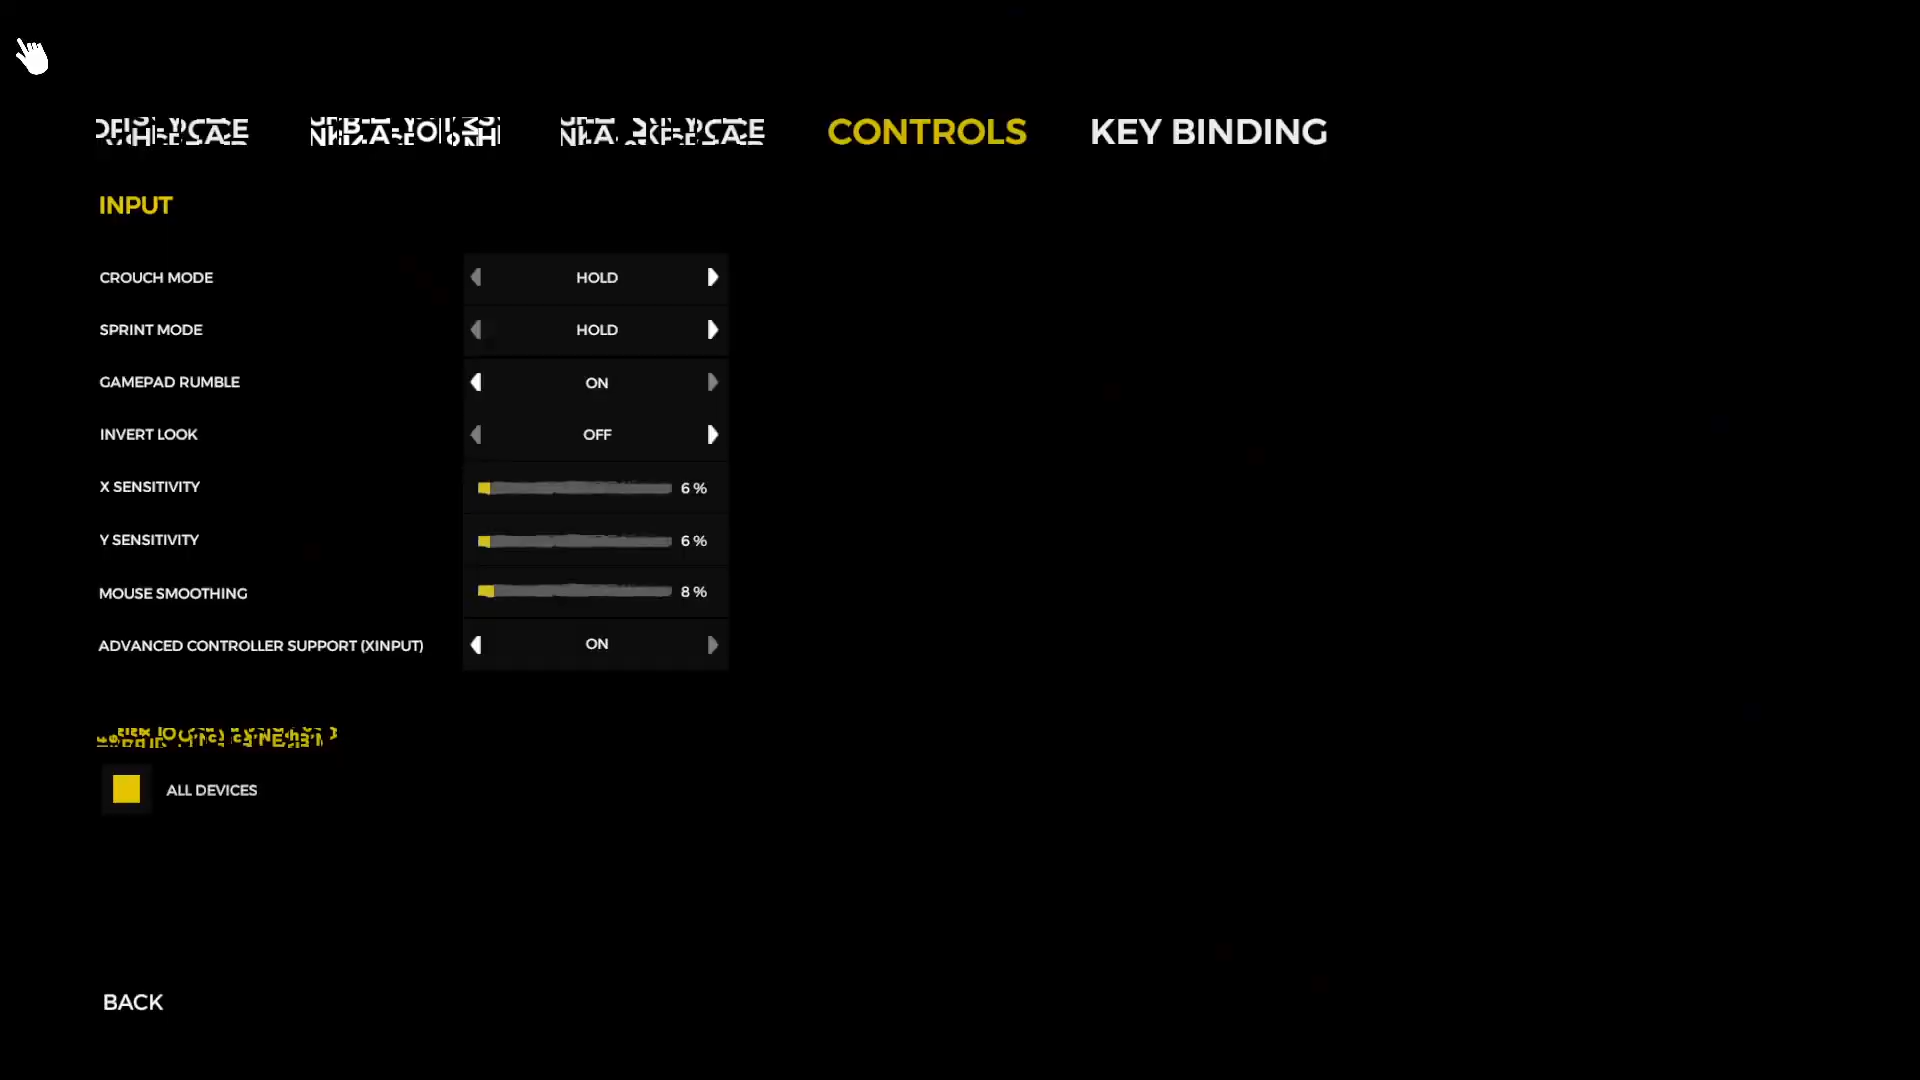 CONTROLS KEY BINDING
INPUT
CROUCH MODE HOLD
SPRINT MODE HOLD
GAMEPAD RUMBLE ON
INVERT LOOK OFF
X SENSITIVITY 6 %
Y SENSITIVITY 6 %
MOUSE SMOOTHING 8 %
ADVANCED CONTROLLER SUPPORT (XINPUT) ON
ALL DEVICES
BACK